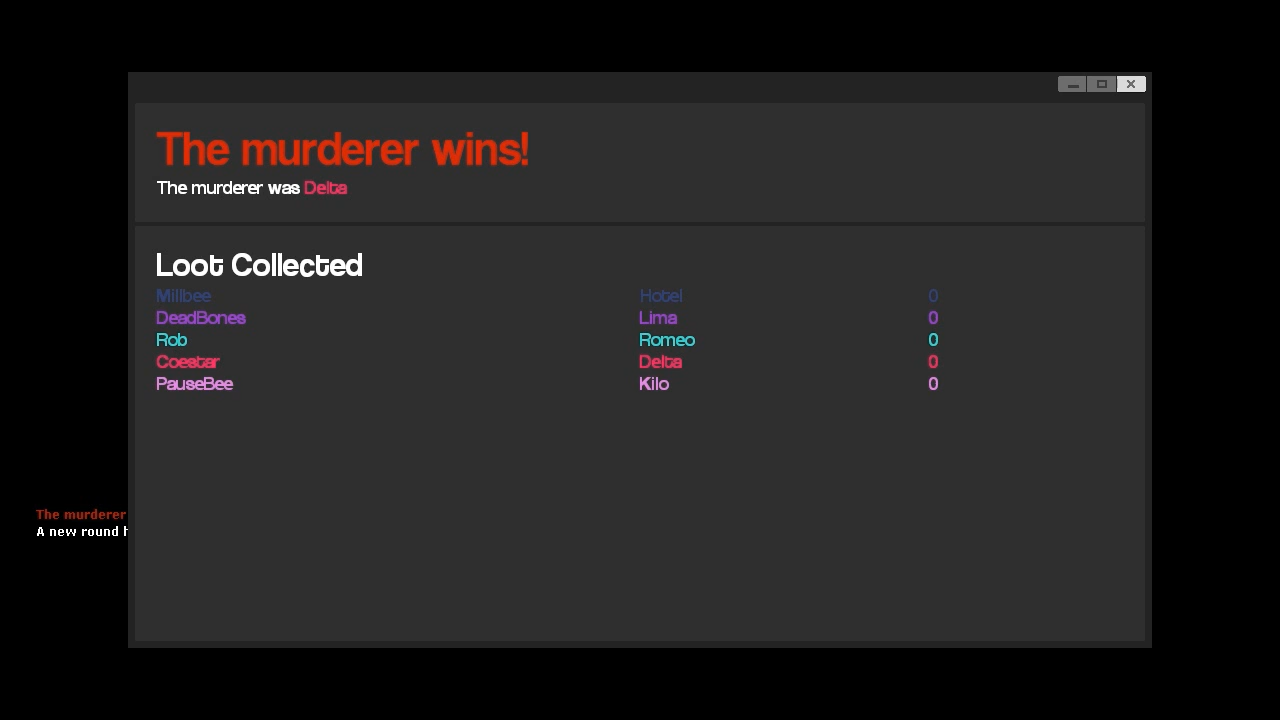 The murderer wins!
The murderer was Delta
Loot Collected
Millbee Hotel 0
DeadBones Lima 0
Rob Romeo 0
Coestar Delta 0
PauseBee Kilo 0
The murderer
A new round h